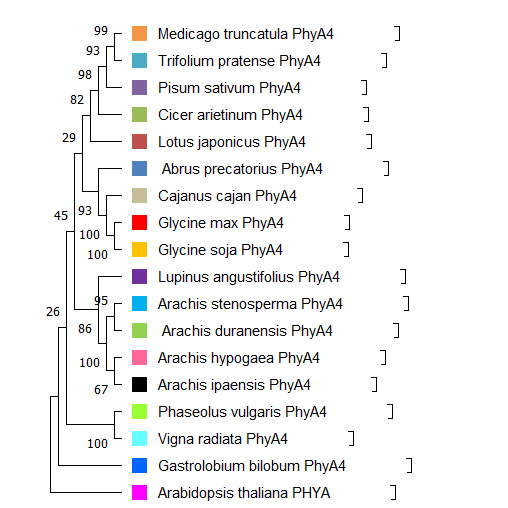 99
Medicago truncatula PhyA4 ]
93
Trifolium pratense PhyA4 ]
98
Pisum sativum PhyA4 ]
82
Cicer arietinum PhyA4 ]
29
Lotus japonicus PhyA4 ]
Abrus precatorius PhyA4 ]
Cajanus cajan PhyA4 ]
45
93
Glycine max PhyA4 ]
100
Glycine soja PhyA4 ]
100
Lupinus angustifolius PhyA4 ]
95
Arachis stenosperma PhyA4 ]
26
86
Arachis duranensis PhyA4 ]
Arachis hypogaea PhyA4 ]
100
Arachis ipaensis PhyA4 ]
67
Phaseolus vulgaris PhyA4 ]
Vigna radiata PhyA4 ]
100
Gastrolobium bilobum PhyA4 ]
Arabidopsis thaliana PHYA ]